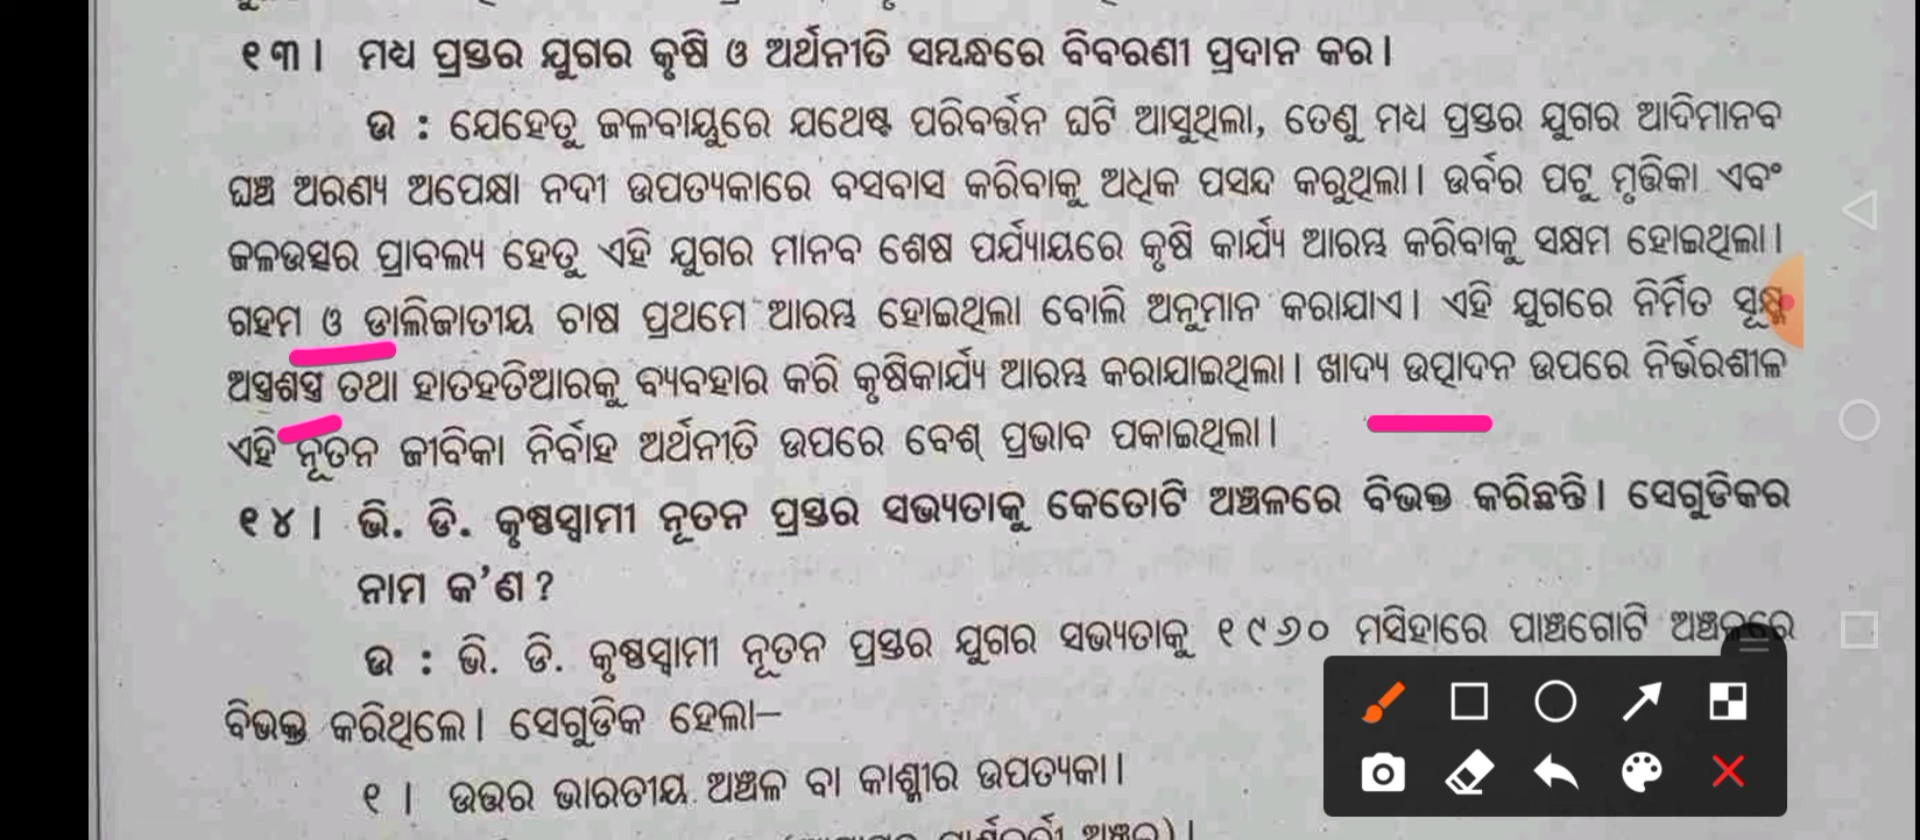 ୧୩। ମଧ୍ୟ ପ୍ରସ୍ତର ଯୁଗର କୃଷି ଓ ଅର୍ଥନୀତି ସମ୍ବନ୍ଧରେ ବିବରଣୀ ପ୍ରଦାନ କର।
ଉ : ଯେହେତୁ ଜଳବାୟୁରେ ଯଥେଷ୍ଟ ପରିବର୍ତ୍ତନ ଘଟି ଆସୁଥିଲା, ତେଣୁ ମଧ୍ୟ ପ୍ରସ୍ତର ଯୁଗର ଆଦିମାନବ
ଘଞ୍ଚ ଅରଣ୍ୟ ଅପେକ୍ଷା ନଦୀ ଉପତ୍ୟକାରେ ବସବାସ କରିବାକୁ ଅଧିକ ପସନ୍ଦ କରୁଥିଲା। ଉର୍ବର ପଟୁ ମୃତ୍ତିକା ଏବଂ
ଜଳଉତ୍ସର ପ୍ରାବଲ୍ୟ ହେତୁ ଏହି ଯୁଗର ମାନବ ଶେଷ ପର୍ଯ୍ୟାୟରେ କୃଷି କାର୍ଯ୍ୟ ଆରମ୍ଭ କରିବାକୁ ସକ୍ଷମ ହୋଇଥିଲା।
ଗହମ ଓ ଡାଲିଜାତୀୟ ଚାଷ ପ୍ରଥମେ ଆରମ୍ଭ ହୋଇଥିଲା ବୋଲି ଅନୁମାନ କରାଯାଏ। ଏହି ଯୁଗରେ ନିର୍ମିତ ସୂକ୍ଷ୍ମ
ଅସ୍ତ୍ରଶସ୍ତ୍ର ତଥା ହାତହତିଆରକୁ ବ୍ୟବହାର କରି କୃଷିକାର୍ଯ୍ୟ ଆରମ୍ଭ କରାଯାଇଥିଲା। ଖାଦ୍ୟ ଉତ୍ପାଦନ ଉପରେ ନିର୍ଭରଶୀଳ
ଏହି ନୂତନ ଜୀବିକା ନିର୍ବାହ ଅର୍ଥନୀତି ଉପରେ ବେଶ୍ ପ୍ରଭାବ ପକାଇଥିଲା।
୧୪। ଭି. ଡି. କୃଷ୍ଣସ୍ୱାମୀ ନୂତନ ପ୍ରସ୍ତର ସଭ୍ୟତାକୁ କେତୋଟି ଅଞ୍ଚଳରେ ବିଭକ୍ତ କରିଛନ୍ତି। ସେଗୁଡିକର
ନାମ କ'ଣ?
ଉ : ଭି. ଡି. କୃଷ୍ଣସ୍ୱାମୀ ନୂତନ ପ୍ରସ୍ତର ଯୁଗର ସଭ୍ୟତାକୁ ୧୯୬୦ ମସିହାରେ ପାଞ୍ଚଗୋଟି ଅଞ୍ଚଳରେ
ବିଭକ୍ତ କରିଥିଲେ। ସେଗୁଡିକ ହେଲା–
୧। ଉତ୍ତର ଭାରତୀୟ ଅଞ୍ଚଳ ବା କାଶ୍ମୀର ଉପତ୍ୟକା।